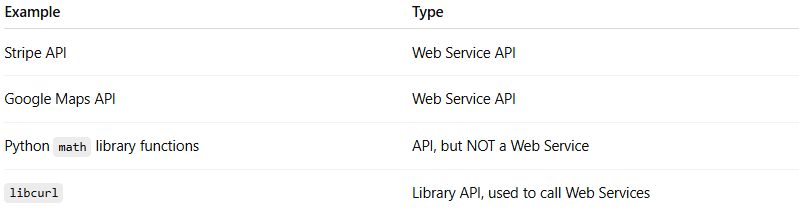 Example Type
Stripe API Web Service API
Google Maps API Web Service API
Python math library functions API, but NOT a Web Service
libcurl Library API, used to call Web Services